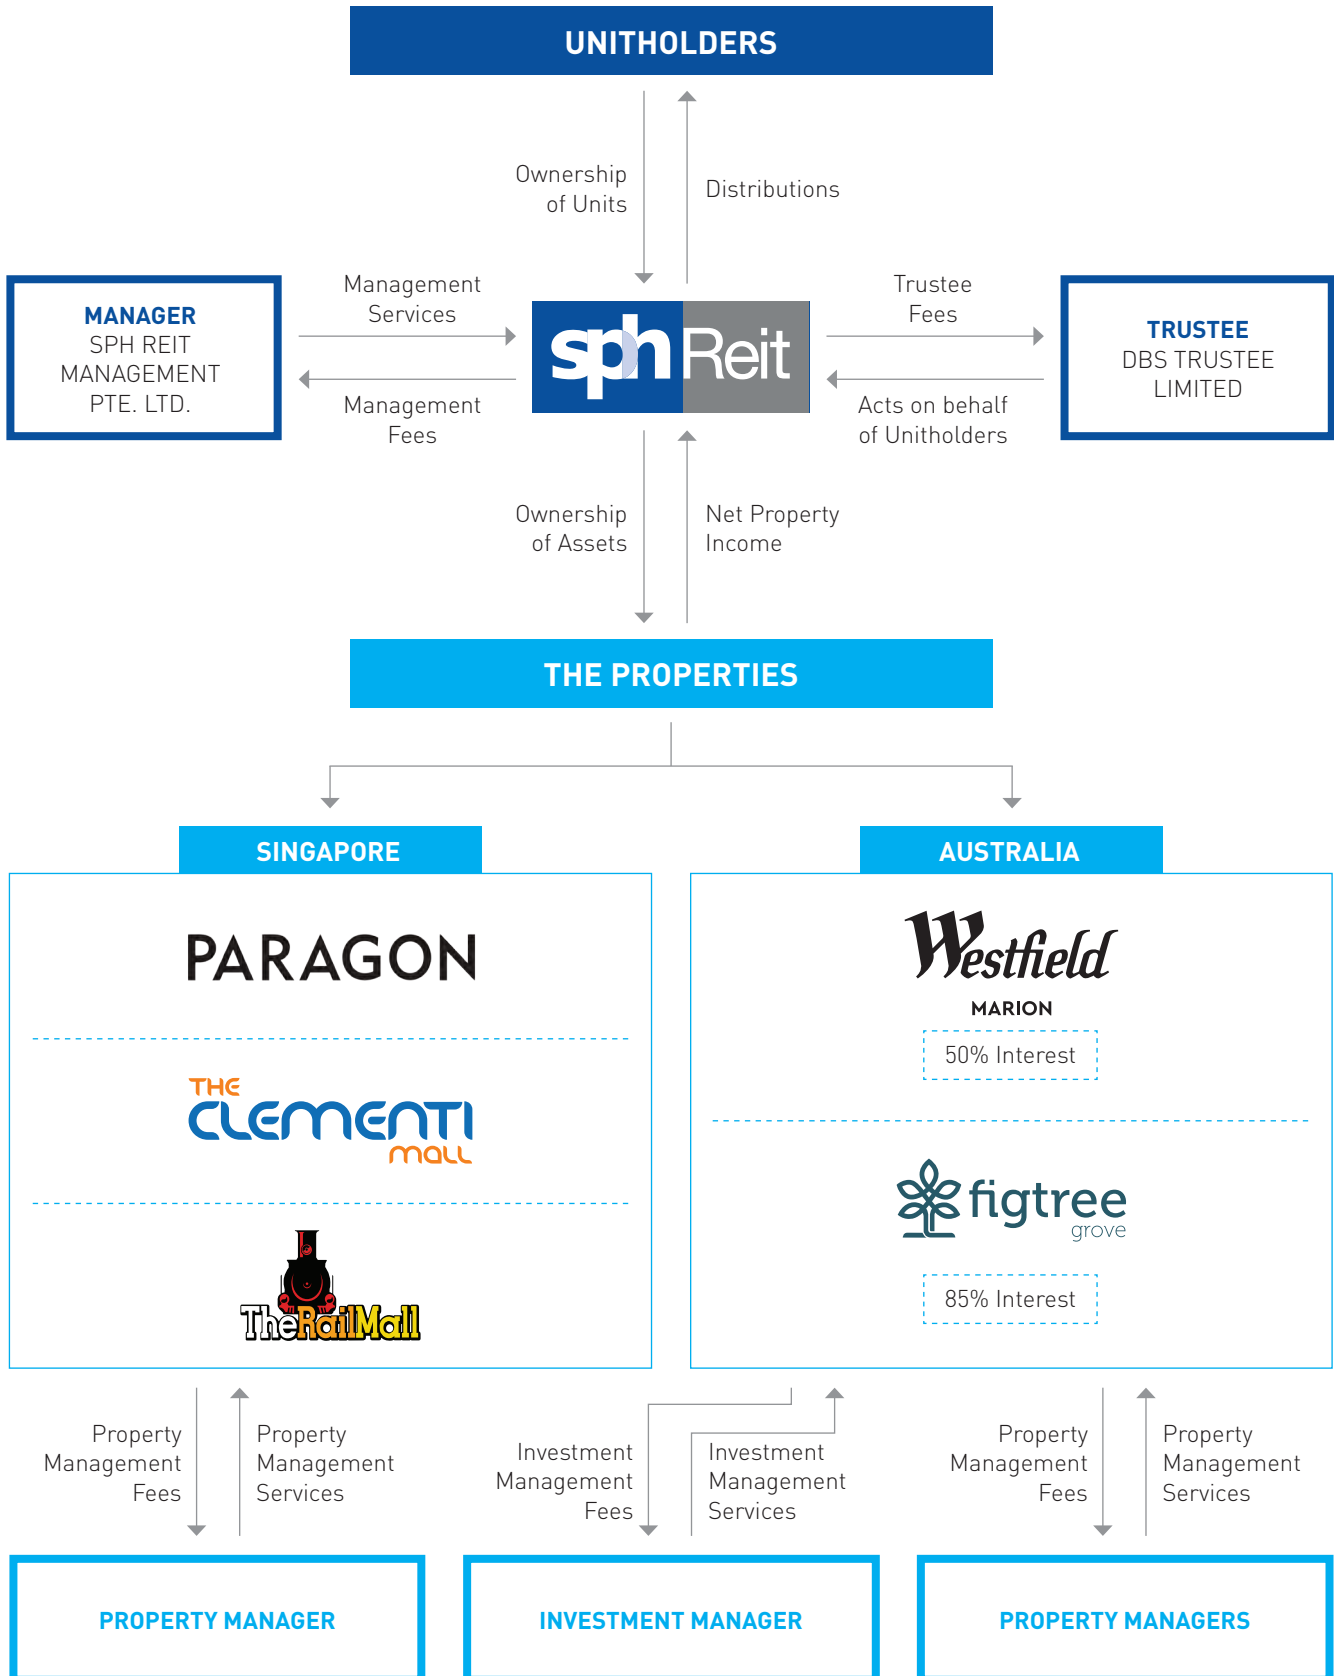 UNITHOLDERS
Ownership
of Units
Distributions
MANAGER
SPH REIT
MANAGEMENT
PTE. LTD.
Management
Services
Management
Fees
sph Reit
Trustee
Fees
Acts on behalf
of Unitholders
TRUSTEE
DBS TRUSTEE
LIMITED
Ownership
of Assets
Net Property
Income
THE PROPERTIES
SINGAPORE
PARAGON
THE
CLEMENTI
mall
TheRailMall
AUSTRALIA
Westfield
MARION
50% Interest
figtree
grove
85% Interest
Property
Management
Fees
Property
Management
Services
Investment
Management
Fees
Investment
Management
Services
Property
Management
Fees
Property
Management
Services
PROPERTY MANAGER
INVESTMENT MANAGER
PROPERTY MANAGERS